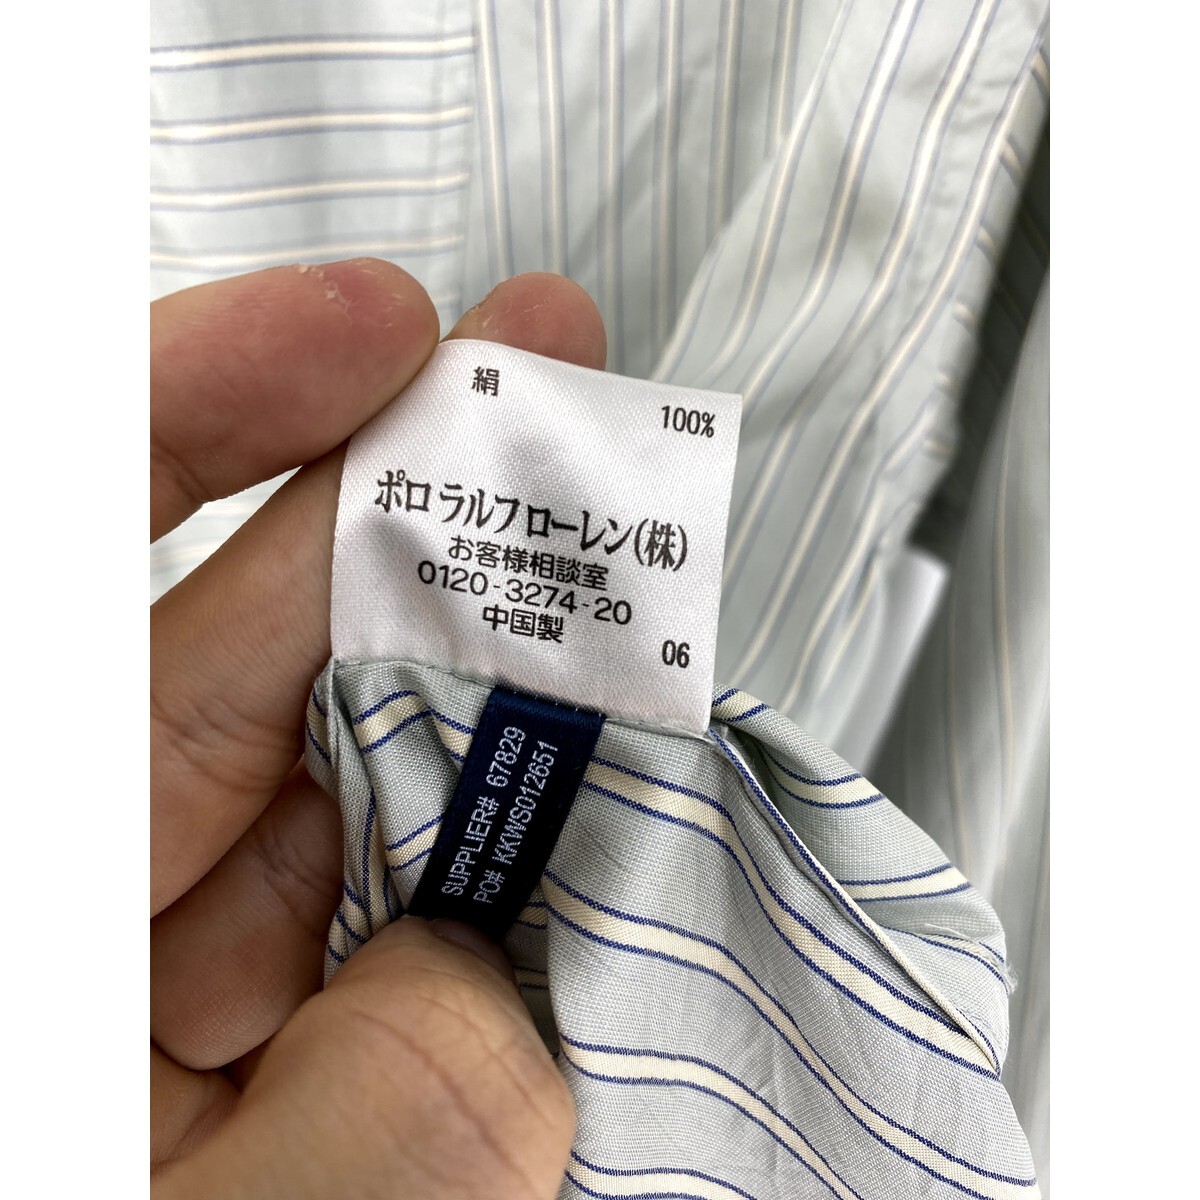 絹 100%
ポロ ラルフ ローレン(株)
お客様相談室
0120-3274-20
中国製
06
SUPPLIER# 67829
PO# KKWS012651